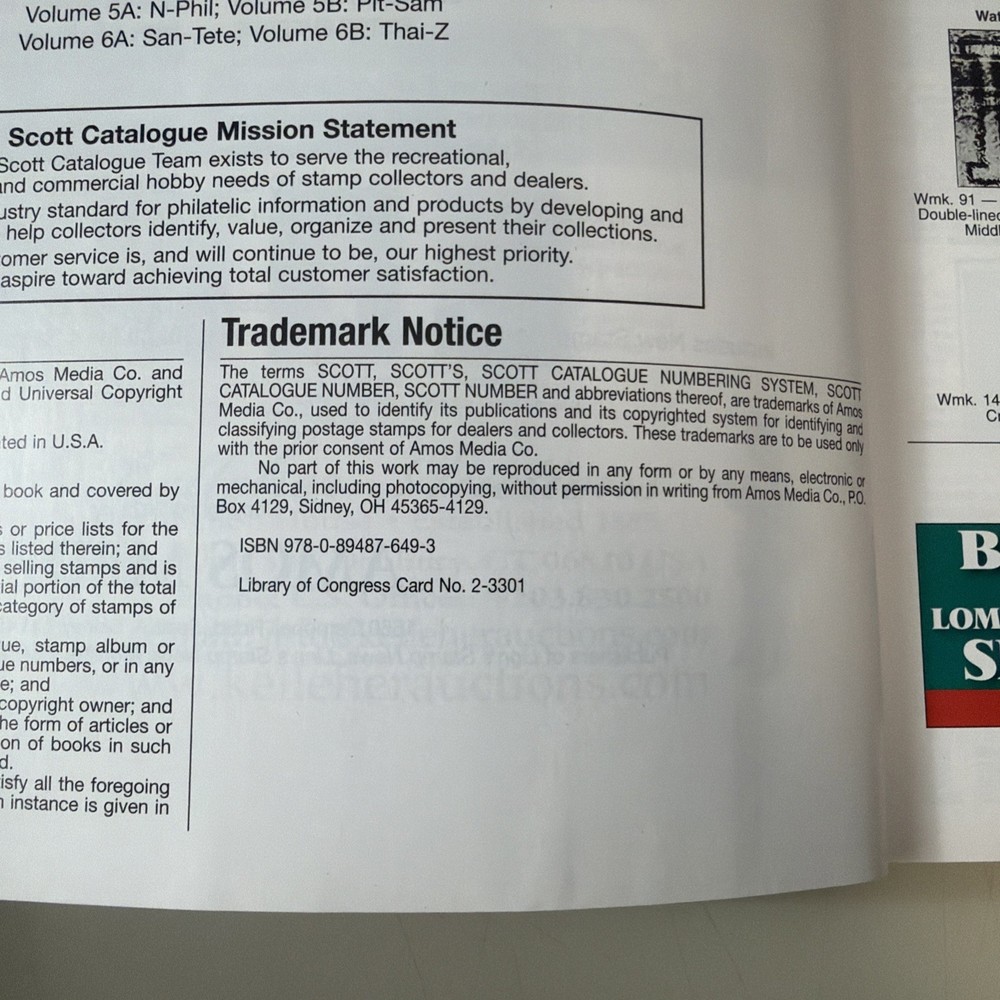 Volume 5A: N-Phil; Volume 5B: Pit-Sam
Volume 6A: San-Tete; Volume 6B: Thai-Z
Scott Catalogue Mission Statement
Scott Catalogue Team exists to serve the recreational,
and commercial hobby needs of stamp collectors and dealers.
ustry standard for philatelic information and products by developing and
help collectors identify, value, organize and present their collections.
omer service is, and will continue to be, our highest priority.
aspire toward achieving total customer satisfaction.
Amos Media Co. and
d Universal Copyright
ted in U.S.A.
book and covered by
s or price lists for the
s listed therein; and
selling stamps and is
ial portion of the total
category of stamps of
ue, stamp album or
ue numbers, or in any
e; and
copyright owner; and
he form of articles or
on of books in such
d.
isfy all the foregoing
n instance is given in
Trademark Notice
The terms SCOTT, SCOTT'S, SCOTT CATALOGUE NUMBERING SYSTEM, SCOTT
CATALOGUE NUMBER, SCOTT NUMBER and abbreviations thereof, are trademarks of Amos
Media Co., used to identify its publications and its copyrighted system for identifying and
classifying postage stamps for dealers and collectors. These trademarks are to be used only
with the prior consent of Amos Media Co.
No part of this work may be reproduced in any form or by any means, electronic or
mechanical, including photocopying, without permission in writing from Amos Media Co., P.O.
Box 4129, Sidney, OH 45365-4129.
ISBN 978-0-89487-649-3
Library of Congress Card No. 2-3301
Wat
Wmk. 91 —
Double-lined
Middl
Wmk. 14
Cr
B
LOM
S